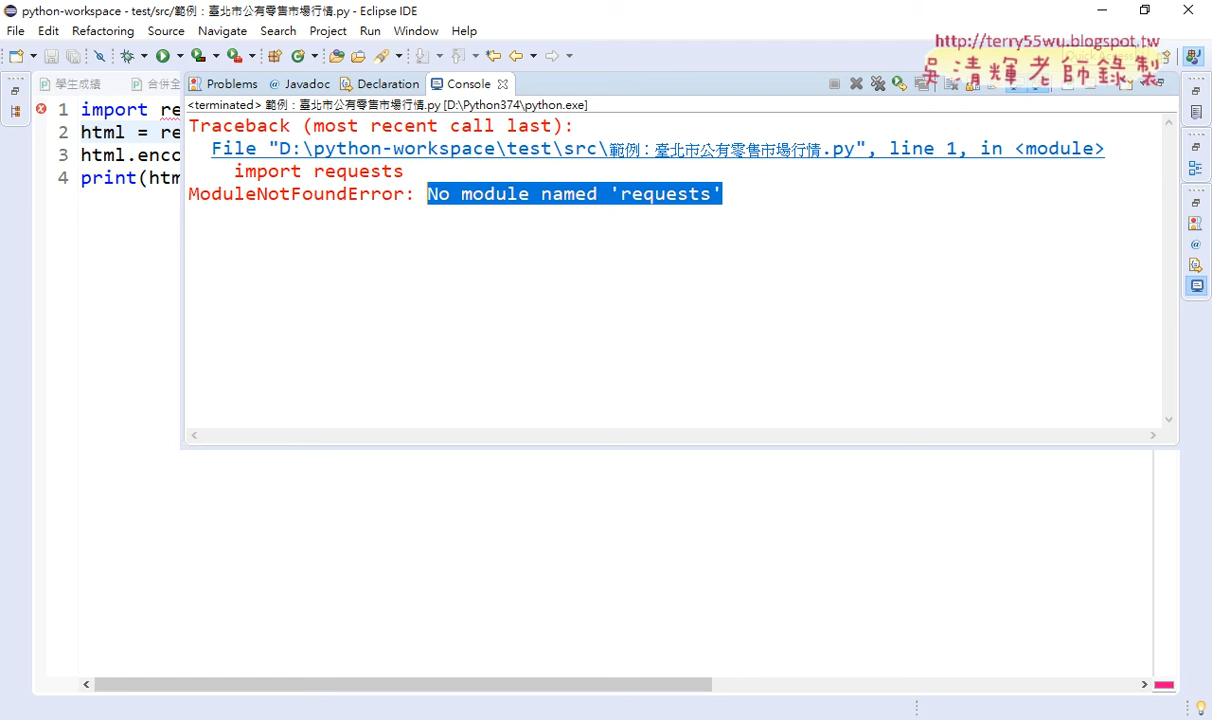 python-workspace - test/src/範例：臺北市公有零售市場行情.py - Eclipse IDE
File Edit Refactoring Source Navigate Search Project Run Window Help
http://terry55wu.blogspot.tw
吳清輝老師錄製
學生成績 合併全 Problems @ Javadoc Declaration Console
<terminated> 範例：臺北市公有零售市場行情.py [D:\Python374\python.exe]
1 import re
2 html = re
3 html.enco
4 print(htm
Traceback (most recent call last):
File "D:\python-workspace\test\src\範例：臺北市公有零售市場行情.py", line 1, in <module>
import requests
ModuleNotFoundError: No module named 'requests'